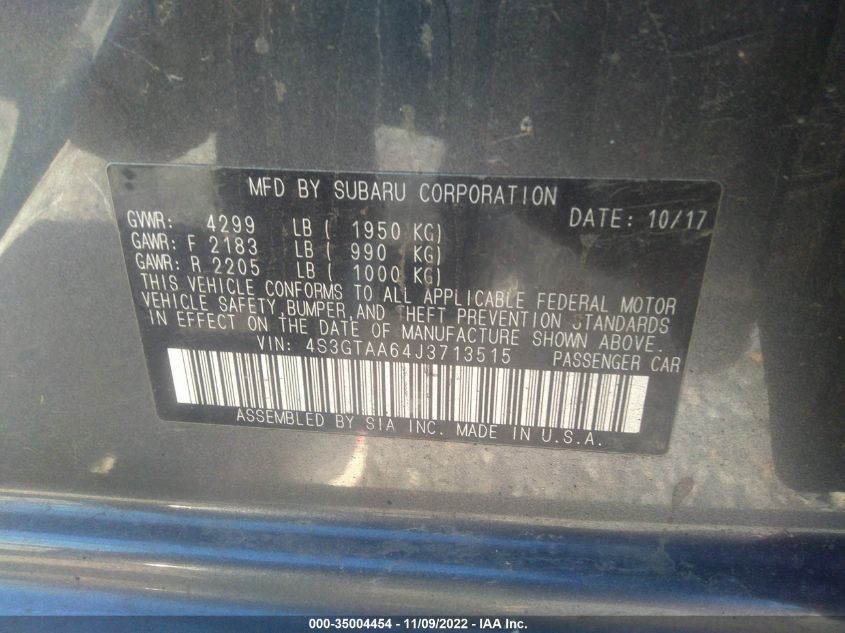 MFD BY SUBARU CORPORATION
GVWR: 4299 LB ( 1950 KG) DATE: 10/17
GAWR: F 2183 LB ( 990 KG)
GAWR: R 2205 LB ( 1000 KG)
THIS VEHICLE CONFORMS TO ALL APPLICABLE FEDERAL MOTOR
VEHICLE SAFETY,BUMPER,AND THEFT PREVENTION STANDARDS
IN EFFECT ON THE DATE OF MANUFACTURE SHOWN ABOVE.
VIN: 4S3GTAA64J3713515 PASSENGER CAR
ASSEMBLED BY SIA INC. MADE IN U.S.A.
000-35004454 - 11/09/2022 - IAA Inc.